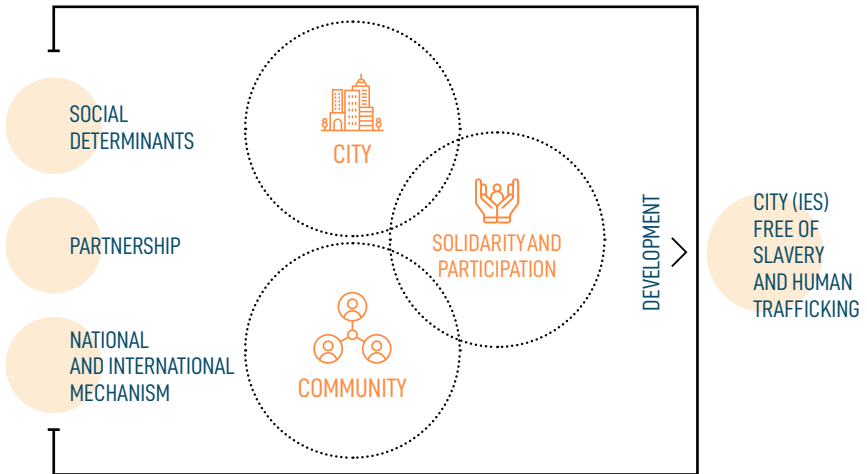 SOCIAL
DETERMINANTS
PARTNERSHIP
NATIONAL
AND INTERNATIONAL
MECHANISM
CITY
SOLIDARITY AND
PARTICIPATION
COMMUNITY
DEVELOPMENT
CITY (IES)
FREE OF
SLAVERY
AND HUMAN
TRAFFICKING